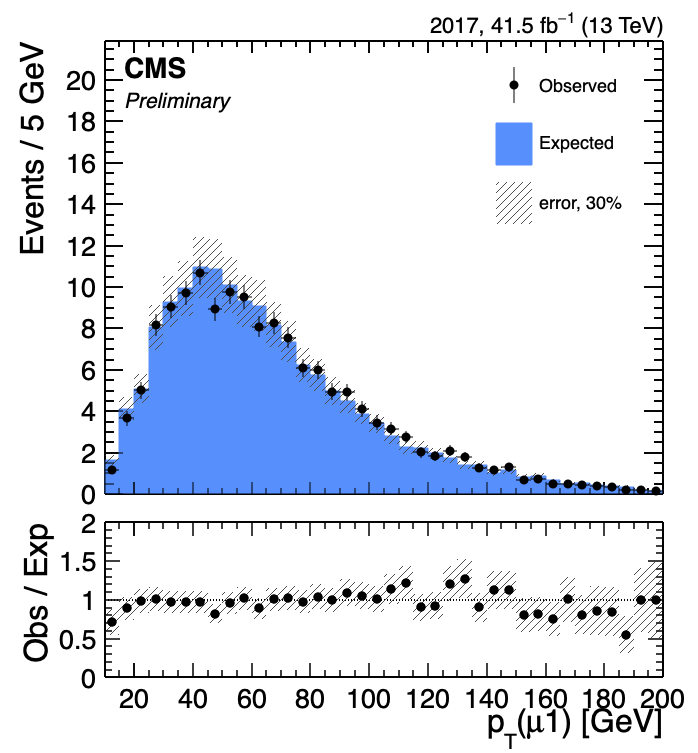 2017, 41.5 fb⁻¹ (13 TeV)
CMS
Preliminary
Observed
Expected
error, 30%
Events / 5 GeV
20
18
16
14
12
10
8
6
4
2
0
Obs / Exp
2
1.5
1
0.5
0
20 40 60 80 100 120 140 160 180 200
p_T(μ1) [GeV]